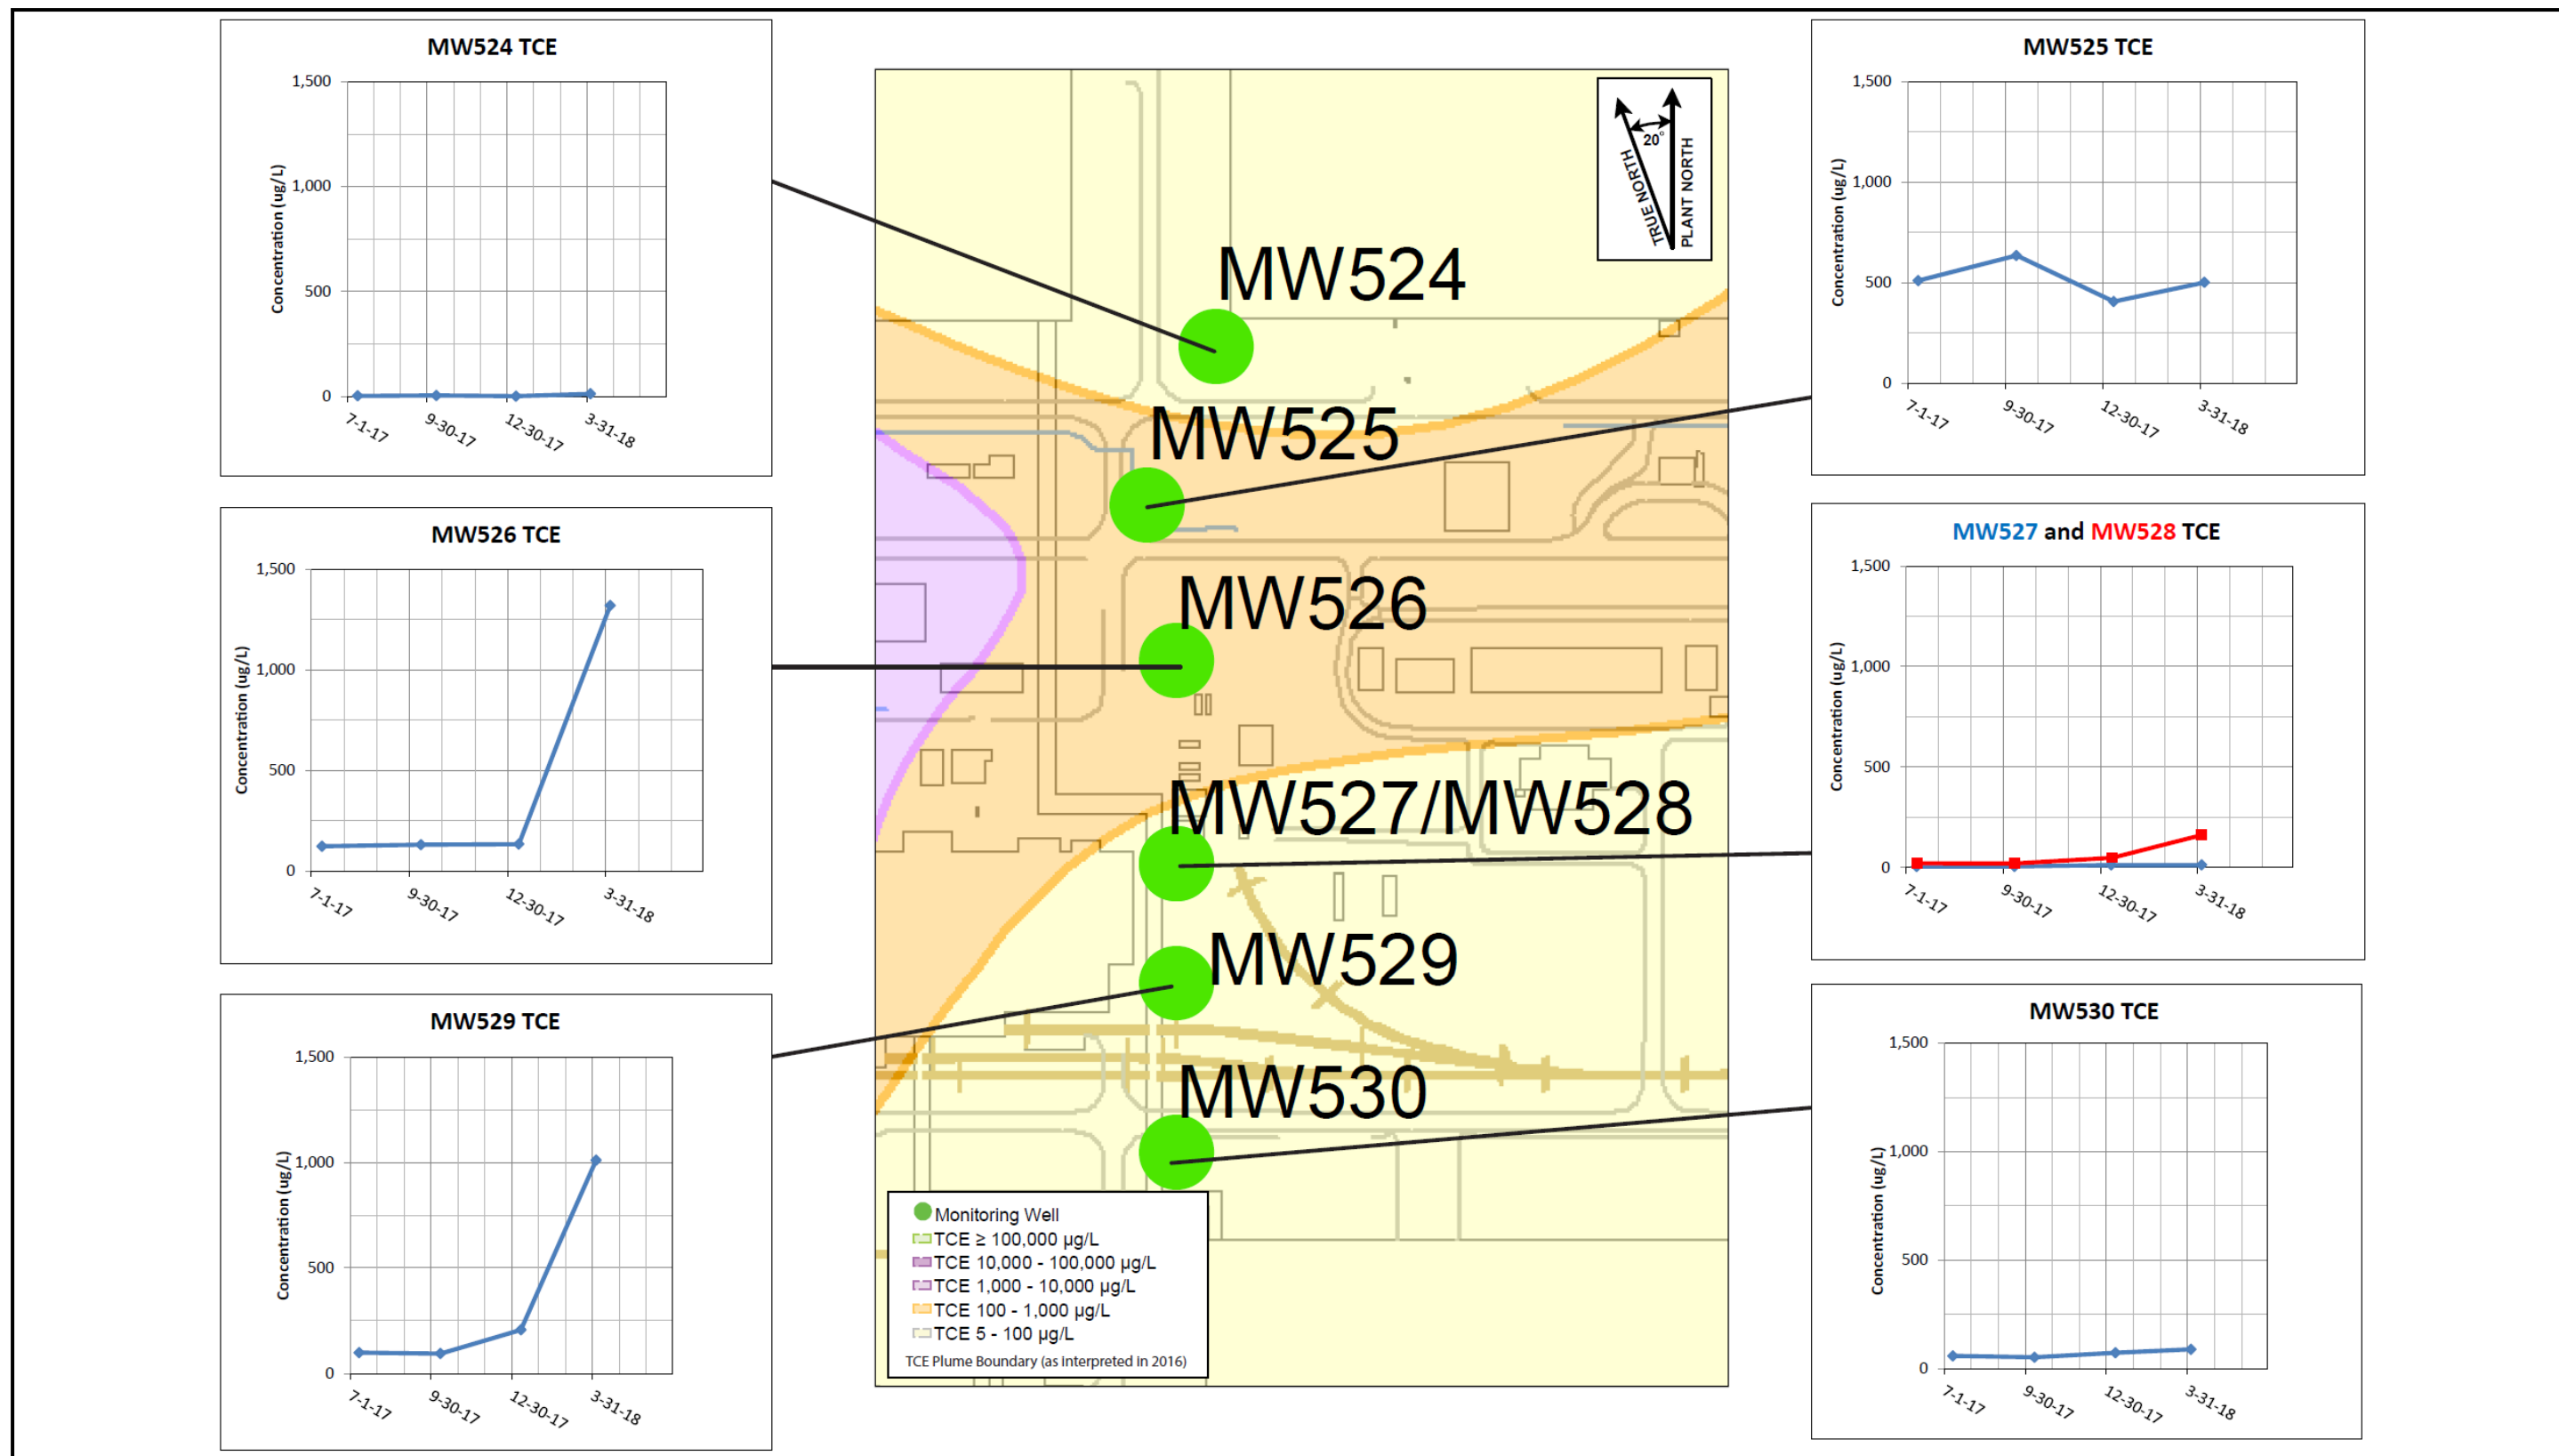 MW524 TCE
Concentration (ug/L)
1,500
1,000
500
0
7-1-17
9-30-17
12-30-17
3-31-18
MW526 TCE
Concentration (ug/L)
1,500
1,000
500
0
7-1-17
9-30-17
12-30-17
3-31-18
MW529 TCE
Concentration (ug/L)
1,500
1,000
500
0
7-1-17
9-30-17
12-30-17
3-31-18
20°
TRUE NORTH
PLANT NORTH
MW524
MW525
MW526
MW527/MW528
MW529
MW530
Monitoring Well
TCE ≥ 100,000 µg/L
TCE 10,000 - 100,000 µg/L
TCE 1,000 - 10,000 µg/L
TCE 100 - 1,000 µg/L
TCE 5 - 100 µg/L
TCE Plume Boundary (as interpreted in 2016)
MW525 TCE
Concentration (ug/L)
1,500
1,000
500
0
7-1-17
9-30-17
12-30-17
3-31-18
MW527 and MW528 TCE
Concentration (ug/L)
1,500
1,000
500
0
7-1-17
9-30-17
12-30-17
3-31-18
MW530 TCE
Concentration (ug/L)
1,500
1,000
500
0
7-1-17
9-30-17
12-30-17
3-31-18